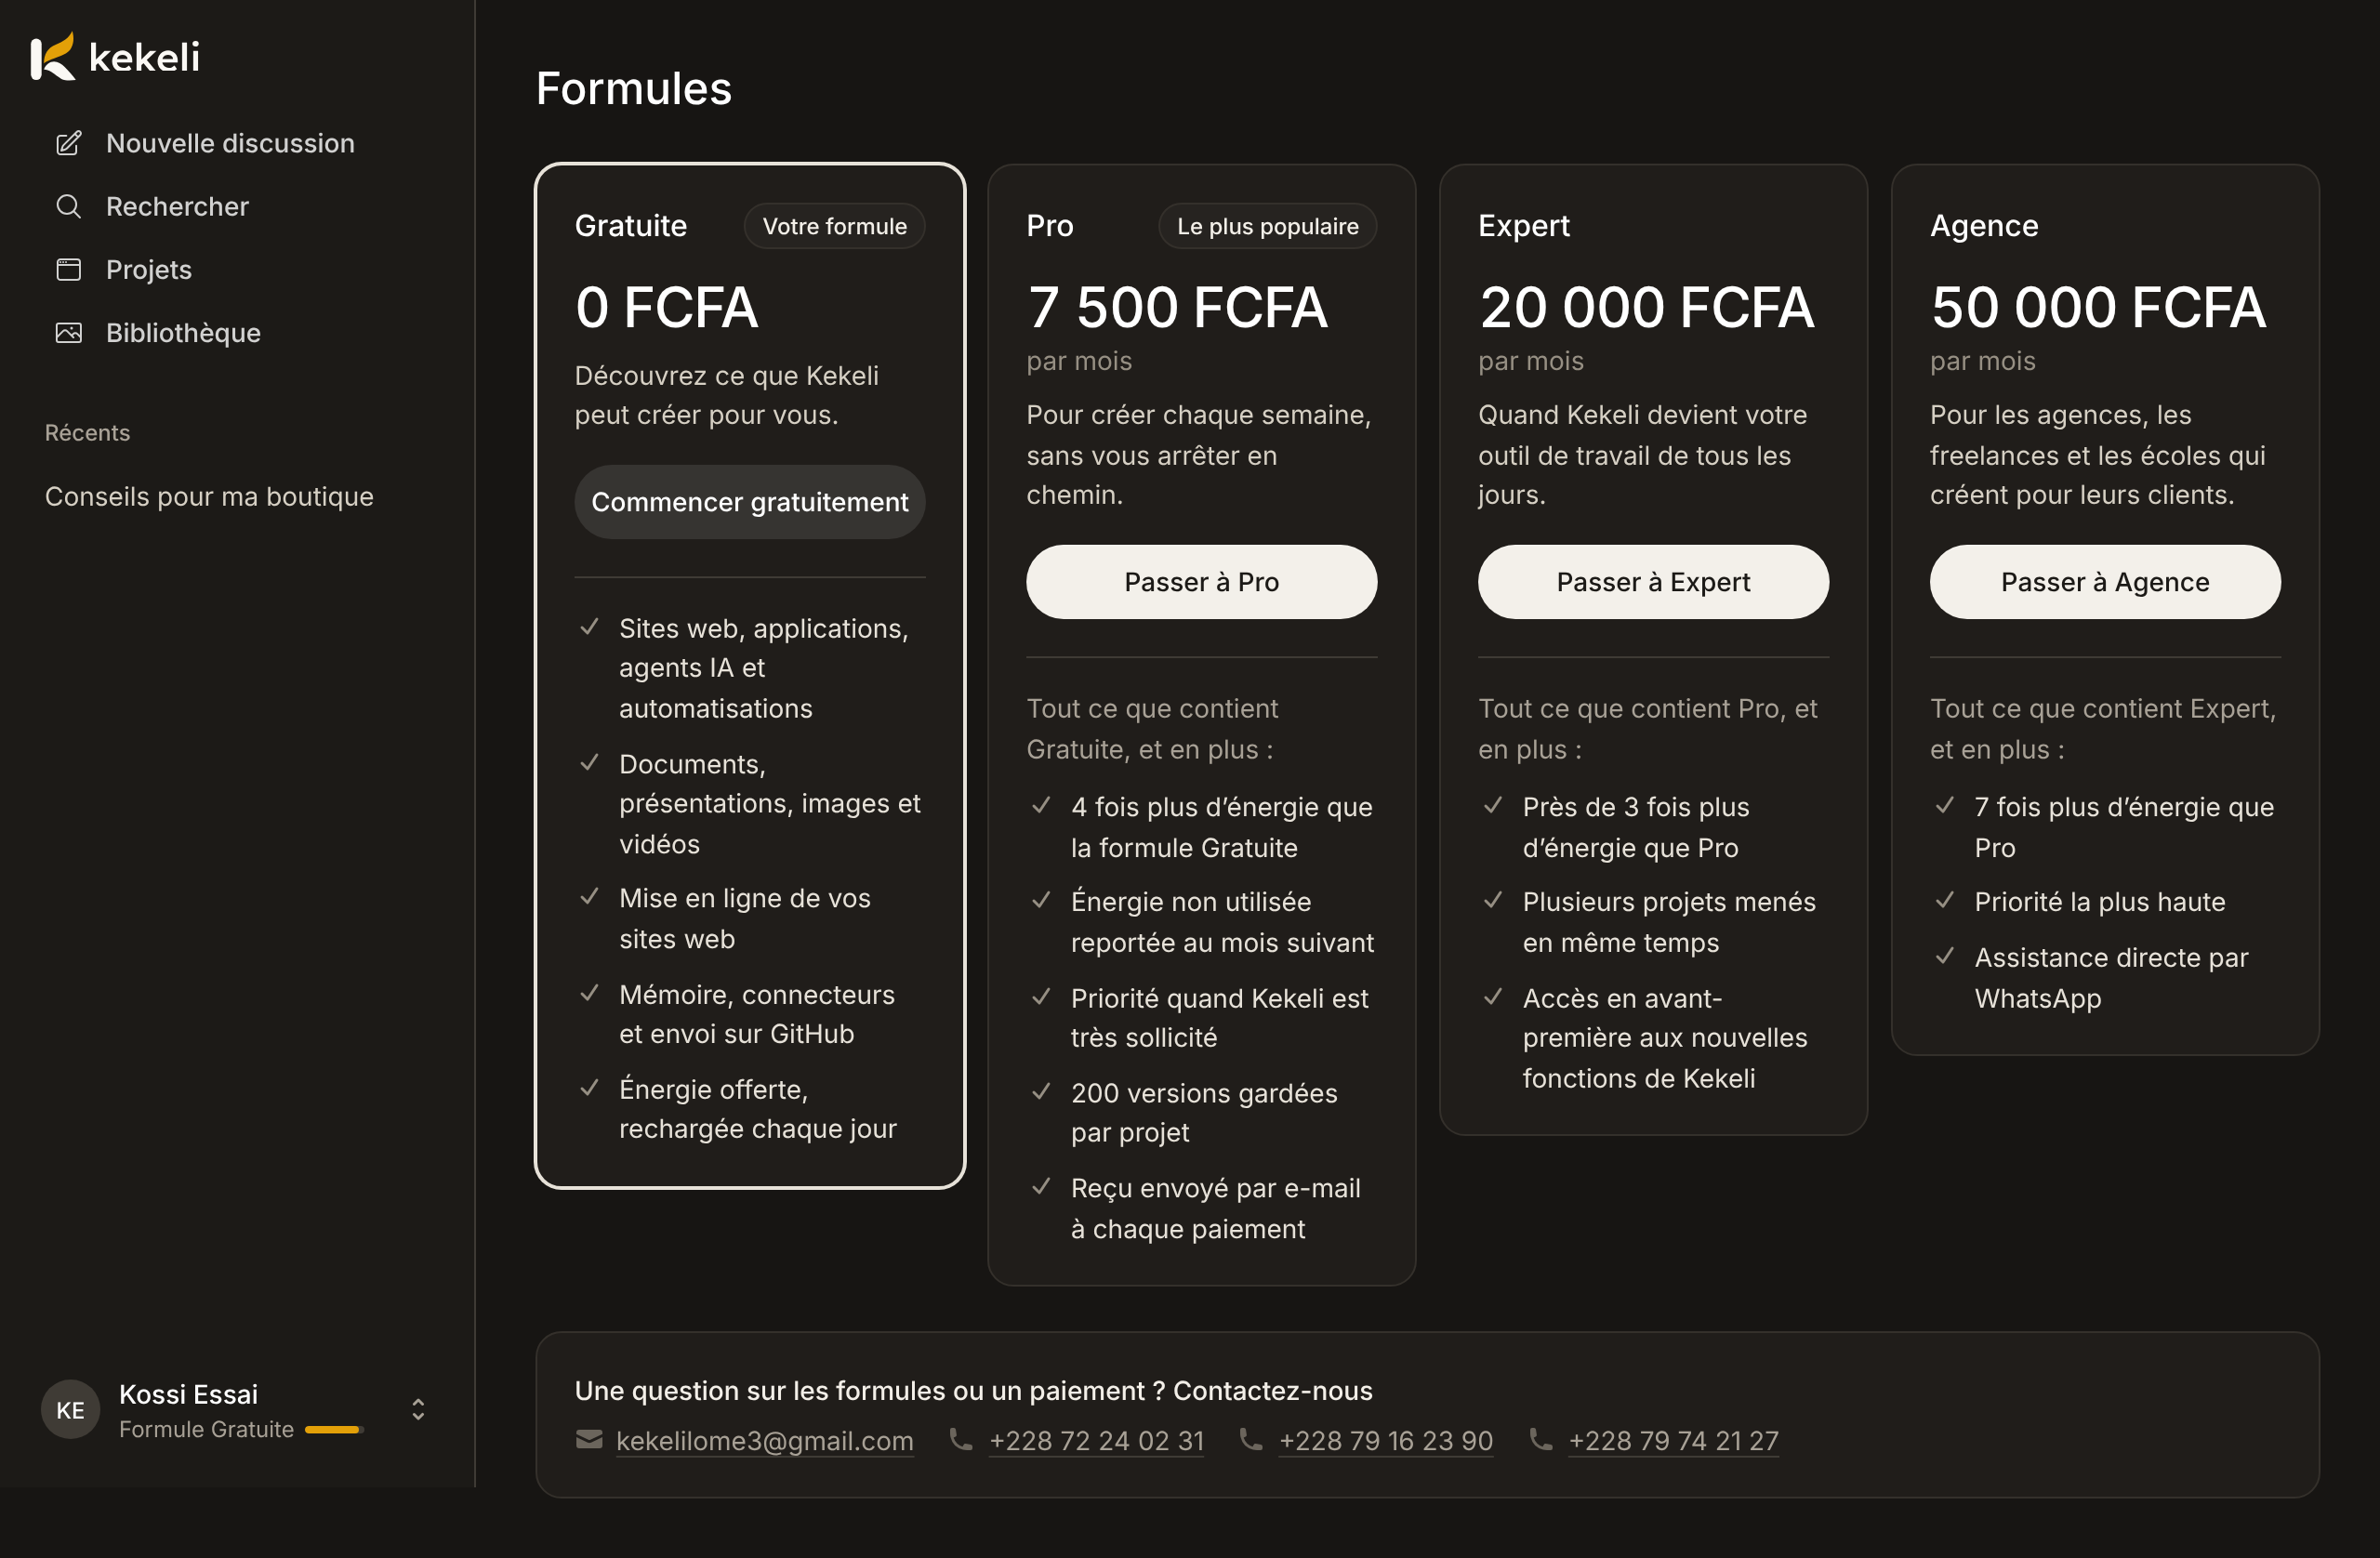 kekeli
Nouvelle discussion
Rechercher
Projets
Bibliothèque
Récents
Conseils pour ma boutique
KE
Kossi Essai
Formule Gratuite
Formules
Gratuite
Votre formule
0 FCFA
Découvrez ce que Kekeli
peut créer pour vous.
Commencer gratuitement
Sites web, applications,
agents IA et
automatisations
Documents,
présentations, images et
vidéos
Mise en ligne de vos
sites web
Mémoire, connecteurs
et envoi sur GitHub
Énergie offerte,
rechargée chaque jour
Pro
Le plus populaire
7 500 FCFA
par mois
Pour créer chaque semaine,
sans vous arrêter en
chemin.
Passer à Pro
Tout ce que contient
Gratuite, et en plus :
4 fois plus d’énergie que
la formule Gratuite
Énergie non utilisée
reportée au mois suivant
Priorité quand Kekeli est
très sollicité
200 versions gardées
par projet
Reçu envoyé par e-mail
à chaque paiement
Expert
20 000 FCFA
par mois
Quand Kekeli devient votre
outil de travail de tous les
jours.
Passer à Expert
Tout ce que contient Pro, et
en plus :
Près de 3 fois plus
d’énergie que Pro
Plusieurs projets menés
en même temps
Accès en avant-
première aux nouvelles
fonctions de Kekeli
Agence
50 000 FCFA
par mois
Pour les agences, les
freelances et les écoles qui
créent pour leurs clients.
Passer à Agence
Tout ce que contient Expert,
et en plus :
7 fois plus d’énergie que
Pro
Priorité la plus haute
Assistance directe par
WhatsApp
Une question sur les formules ou un paiement ? Contactez-nous
kekelilome3@gmail.com +228 72 24 02 31 +228 79 16 23 90 +228 79 74 21 27